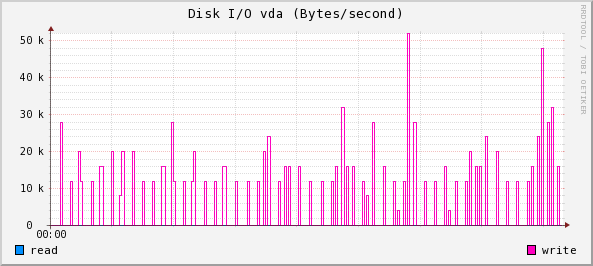 Disk I/O vda (Bytes/second)
RRDTOOL / TOBI OETIKER
50 k
40 k
30 k
20 k
10 k
0
00:00
read
write